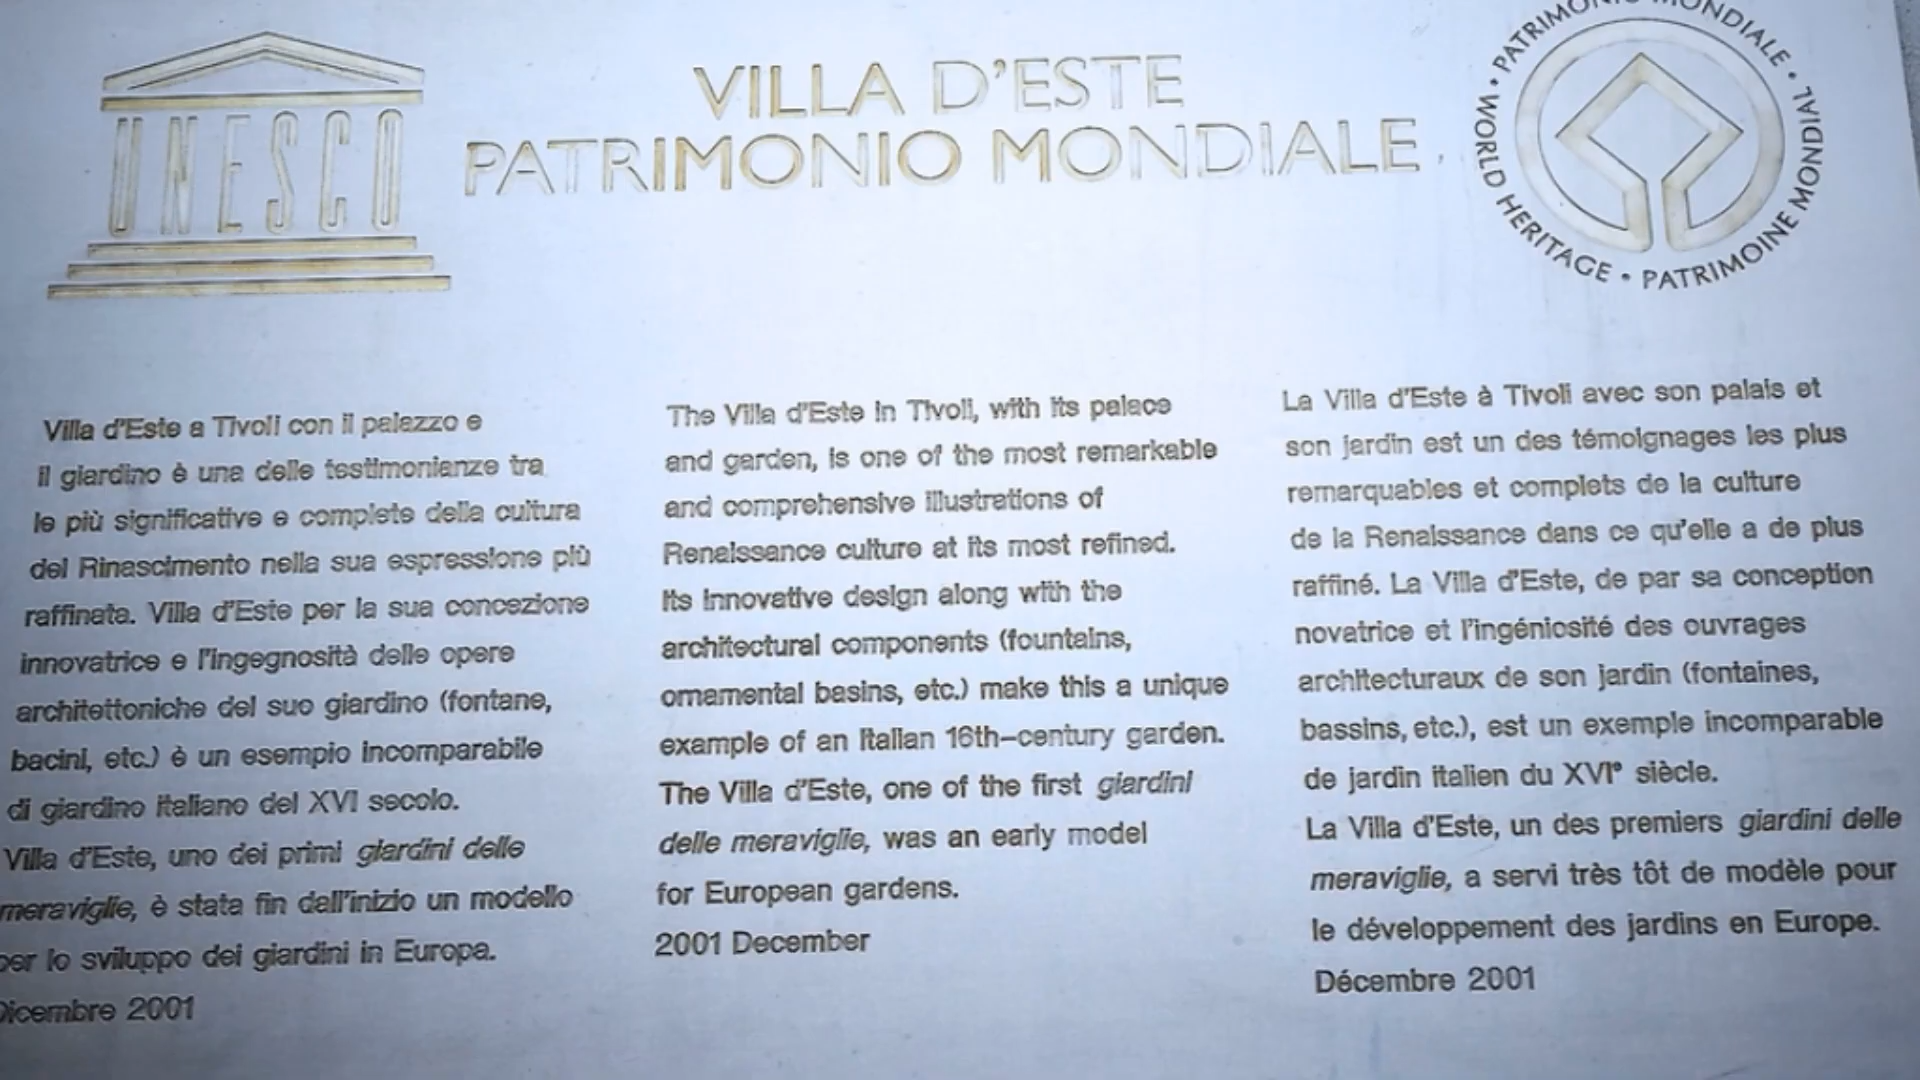 UNESCO
VILLA D'ESTE
PATRIMONIO MONDIALE
• PATRIMONIO MONDIALE • WORLD HERITAGE • PATRIMOINE MONDIAL
Villa d'Este a Tivoli con il palazzo e
il giardino è una delle testimonianze tra
le più significative e complete della cultura
del Rinascimento nella sua espressione più
raffinata. Villa d'Este per la sua concezione
innovatrice e l'ingegnosità delle opere
architettoniche del suo giardino (fontane,
bacini, etc.) è un esempio incomparabile
di giardino italiano del XVI secolo.
Villa d'Este, uno dei primi giardini delle
meraviglie, è stata fin dall'inizio un modello
per lo sviluppo dei giardini in Europa.
Dicembre 2001
The Villa d'Este in Tivoli, with its palace
and garden, is one of the most remarkable
and comprehensive illustrations of
Renaissance culture at its most refined.
Its innovative design along with the
architectural components (fountains,
ornamental basins, etc.) make this a unique
example of an Italian 16th-century garden.
The Villa d'Este, one of the first giardini
delle meraviglie, was an early model
for European gardens.
2001 December
La Villa d'Este à Tivoli avec son palais et
son jardin est un des témoignages les plus
remarquables et complets de la culture
de la Renaissance dans ce qu'elle a de plus
raffiné. La Villa d'Este, de par sa conception
novatrice et l'ingéniosité des ouvrages
architecturaux de son jardin (fontaines,
bassins, etc.), est un exemple incomparable
de jardin italien du XVIe siècle.
La Villa d'Este, un des premiers giardini delle
meraviglie, a servi très tôt de modèle pour
le développement des jardins en Europe.
Décembre 2001